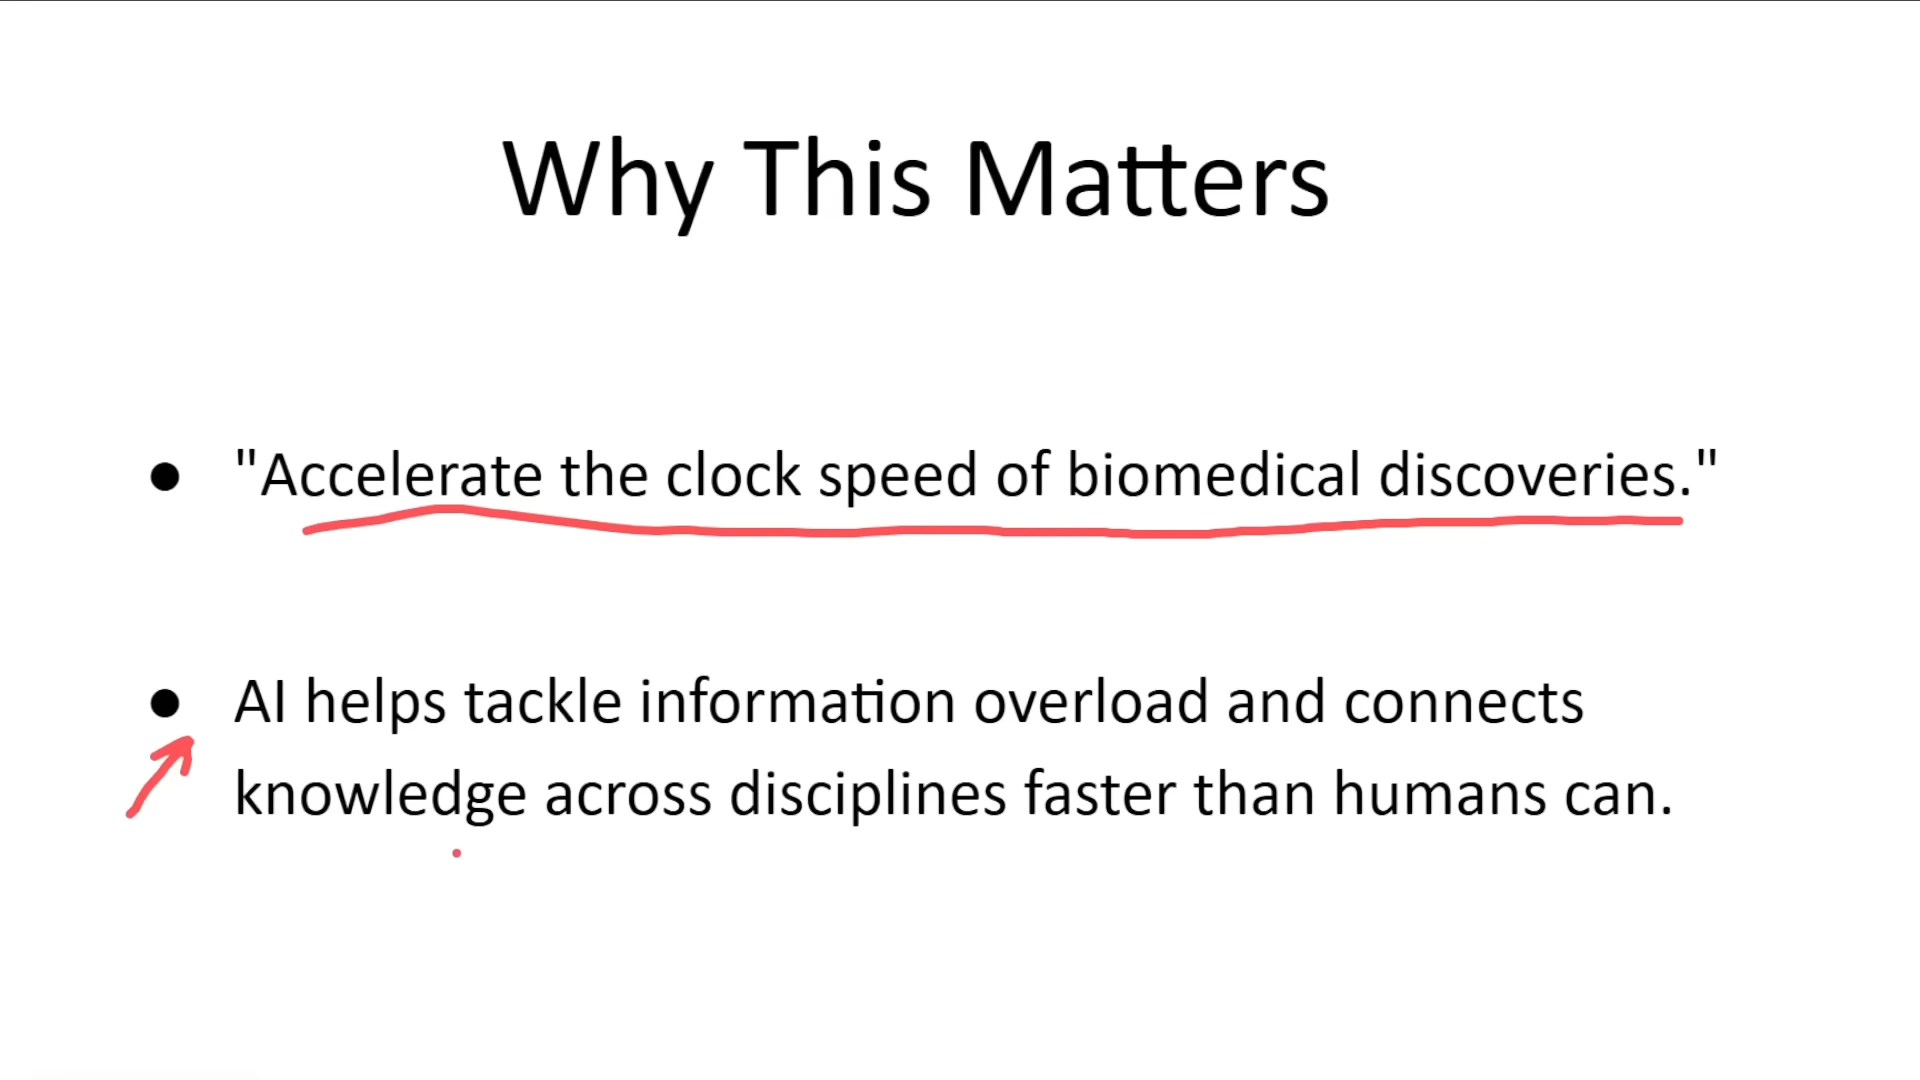 Why This Matters
● "Accelerate the clock speed of biomedical discoveries."
● AI helps tackle information overload and connects
knowledge across disciplines faster than humans can.